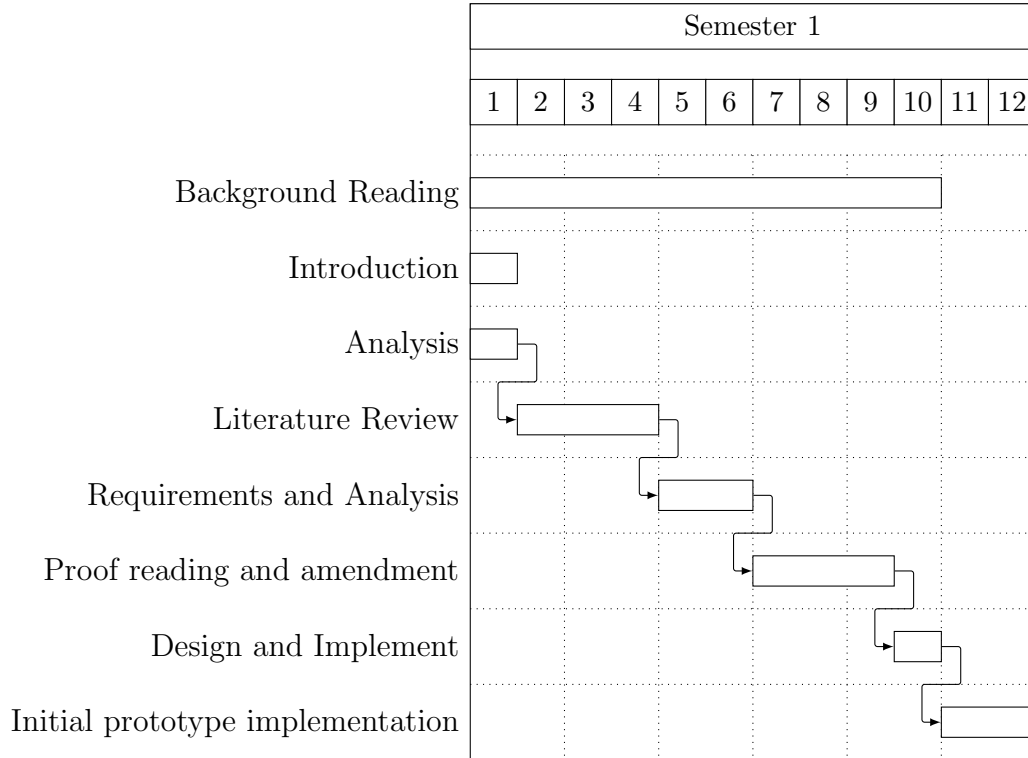 Semester 1
1 2 3 4 5 6 7 8 9 10 11 12
Background Reading
Introduction
Analysis
Literature Review
Requirements and Analysis
Proof reading and amendment
Design and Implement
Initial prototype implementation